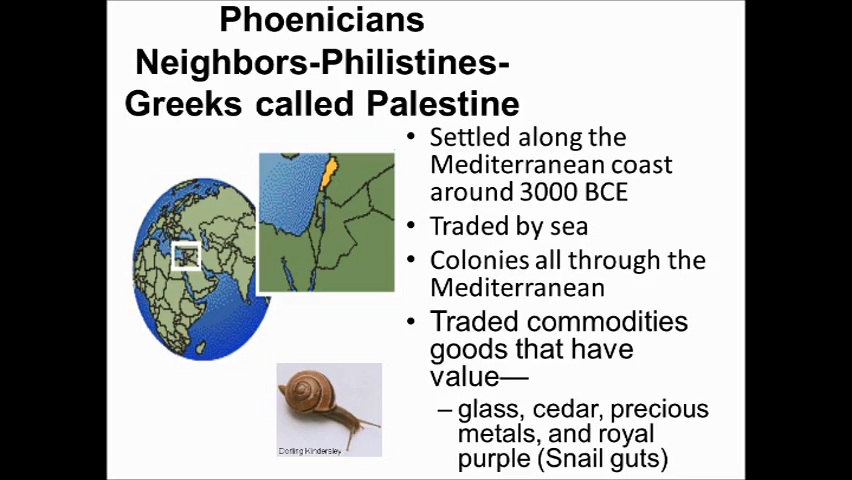 Phoenicians
Neighbors-Philistines-
Greeks called Palestine
• Settled along the
Mediterranean coast
around 3000 BCE
• Traded by sea
• Colonies all through the
Mediterranean
• Traded commodities
goods that have
value—
– glass, cedar, precious
metals, and royal
purple (Snail guts)
Dorling Kindersley